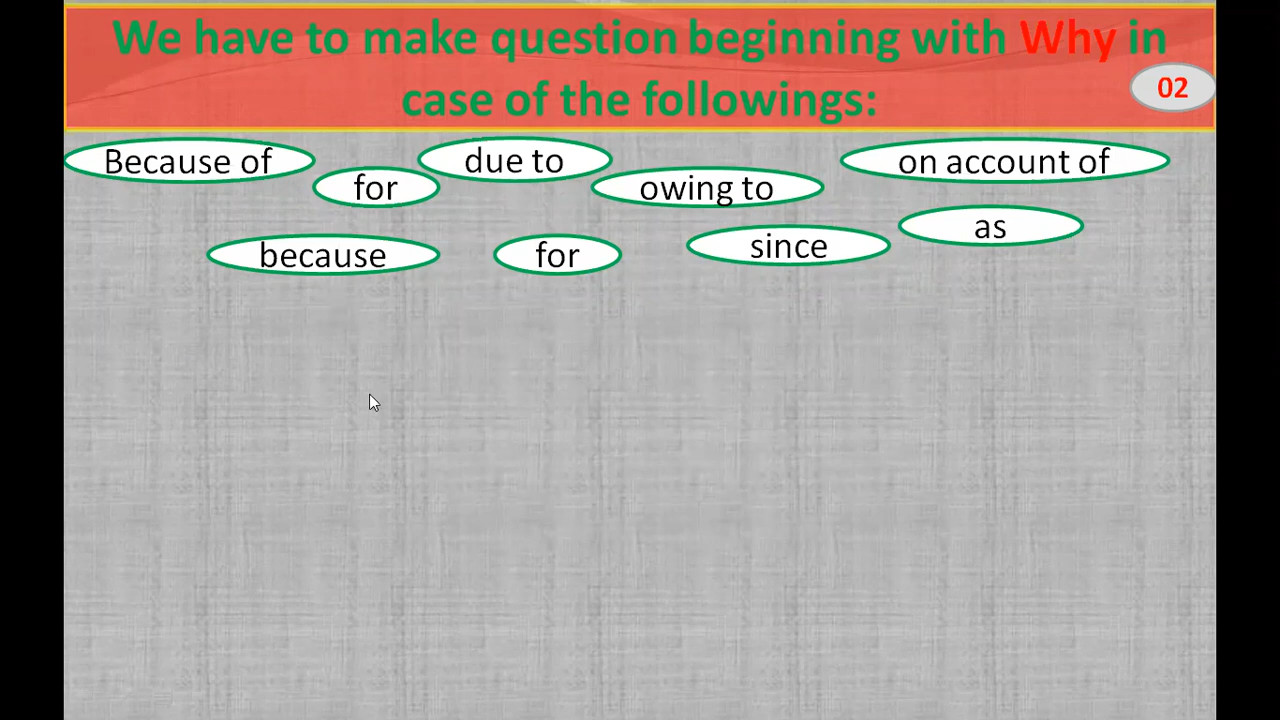 We have to make question beginning with Why in
case of the followings:
02
Because of
for
due to
owing to
on account of
because
for
since
as